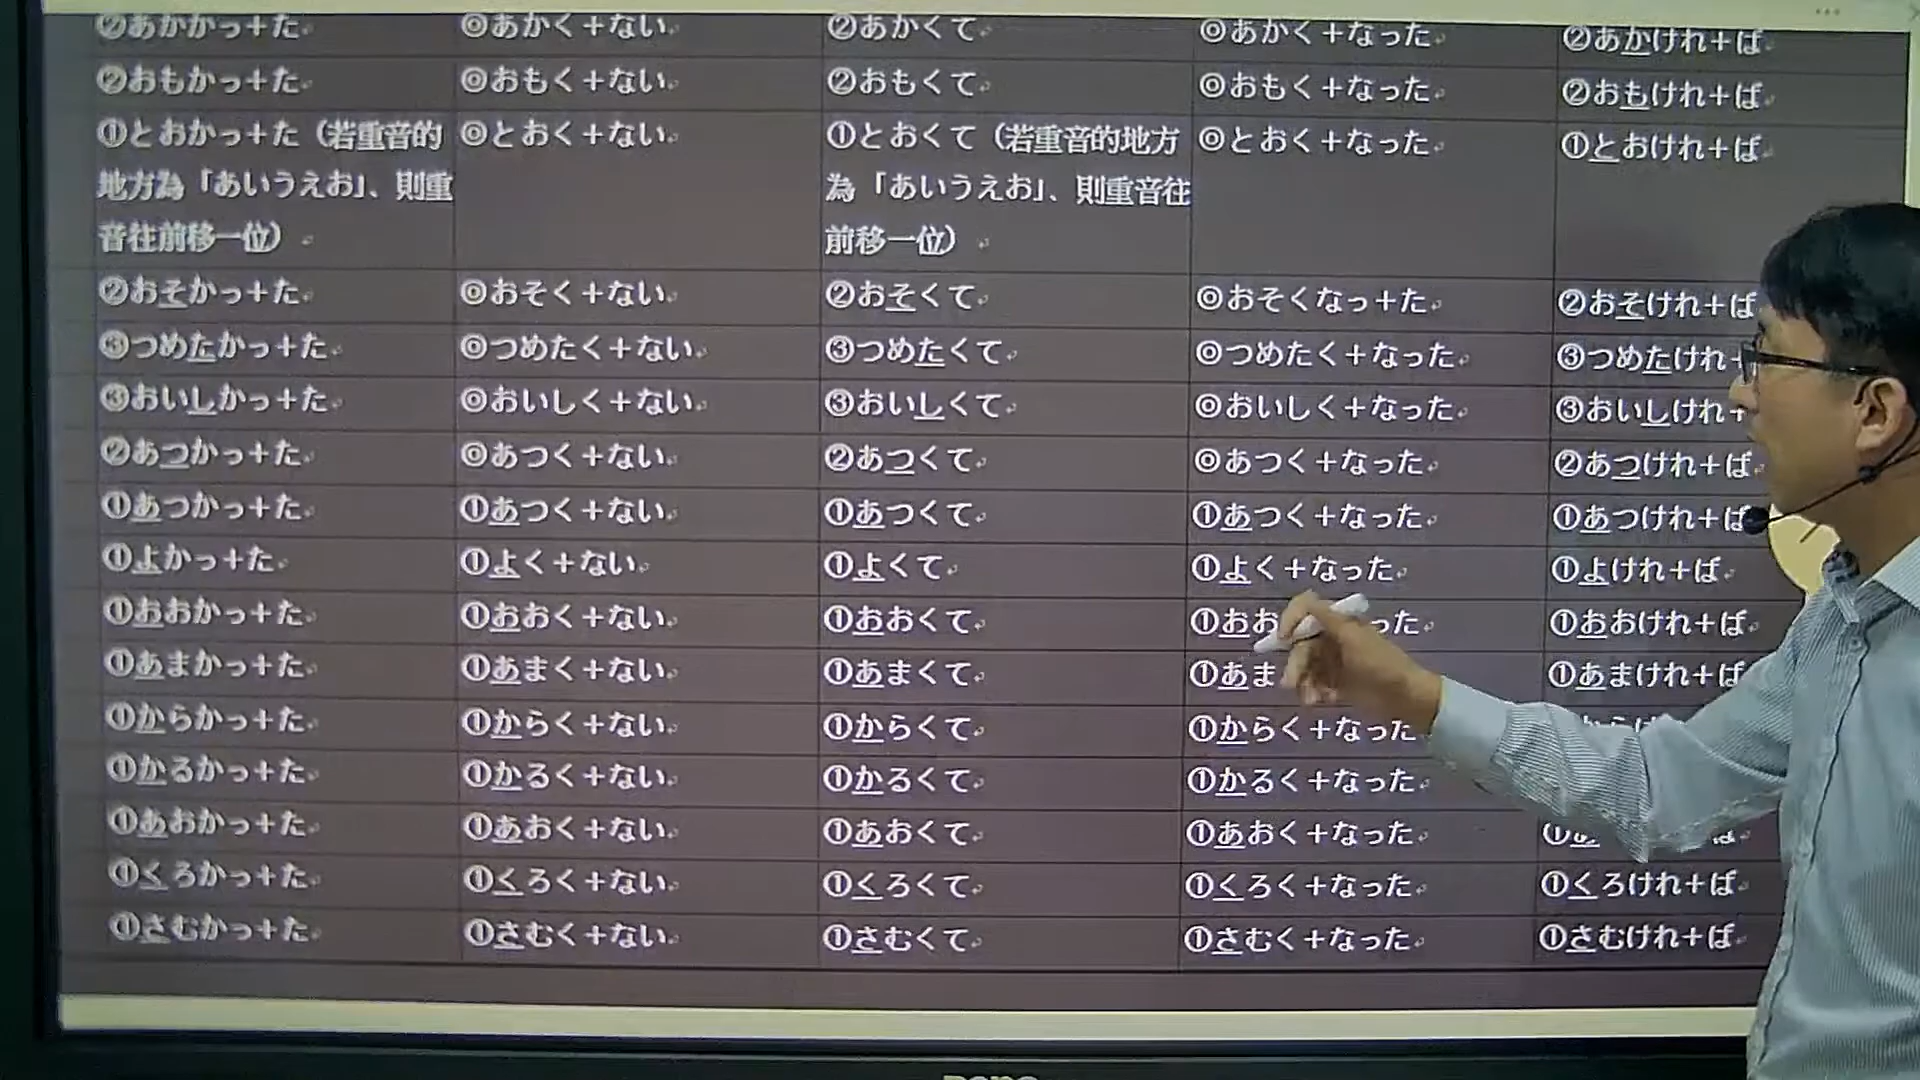 ②あかかっ＋た ◎あかく＋ない ②あかくて ◎あかく＋なった ②あかけれ＋ば
②おもかっ＋た ◎おもく＋ない ②おもくて ◎おもく＋なった ②おもけれ＋ば
①とおかっ＋た（若重音的地方為「あいうえお」、則重音往前移一位） ◎とおく＋ない ①とおくて（若重音的地方為「あいうえお」、則重音往前移一位） ◎とおく＋なった ①とおけれ＋ば
②おそかっ＋た ◎おそく＋ない ②おそくて ◎おそくなっ＋た ②おそけれ＋ば
③つめたかっ＋た ◎つめたく＋ない ③つめたくて ◎つめたく＋なった ③つめたけれ＋
③おいしかっ＋た ◎おいしく＋ない ③おいしくて ◎おいしく＋なった ③おいしけれ＋
②あつかっ＋た ◎あつく＋ない ②あつくて ◎あつく＋なった ②あつけれ＋ば
①あつかっ＋た ①あつく＋ない ①あつくて ①あつく＋なった ①あつけれ＋ば
①よかっ＋た ①よく＋ない ①よくて ①よく＋なった ①よけれ＋ば
①おおかっ＋た ①おおく＋ない ①おおくて ①おお った ①おおけれ＋ば
①あまかっ＋た ①あまく＋ない ①あまくて ①あま ①あまけれ＋ば
①からかっ＋た ①からく＋ない ①からくて ①からく＋なった
①かるかっ＋た ①かるく＋ない ①かるくて ①かるく＋なった
①あおかっ＋た ①あおく＋ない ①あおくて ①あおく＋なった ①あ ば
①くろかっ＋た ①くろく＋ない ①くろくて ①くろく＋なった ①くろけれ＋ば
①さむかっ＋た ①さむく＋ない ①さむくて ①さむく＋なった ①さむけれ＋ば